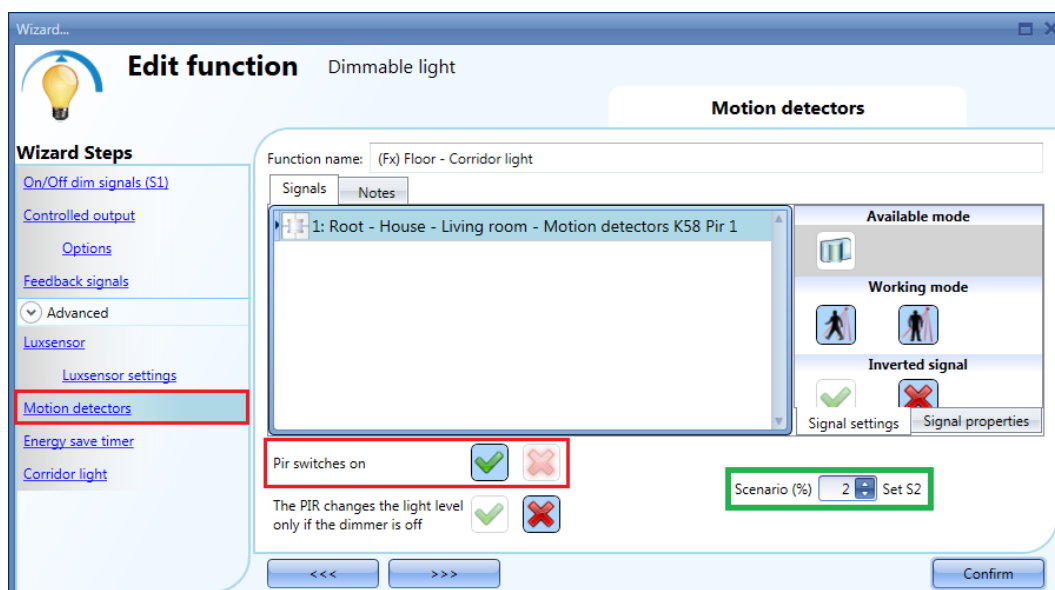 Wizard...
Edit function Dimmable light
Motion detectors
Wizard Steps
On/Off dim signals (S1)
Controlled output
Options
Feedback signals
Advanced
Luxsensor
Luxsensor settings
Motion detectors
Energy save timer
Corridor light
Function name: (Fx) Floor - Corridor light
Signals Notes
1: Root - House - Living room - Motion detectors K58 Pir 1
Available mode
Working mode
Inverted signal
Signal settings Signal properties
Pir switches on
The PIR changes the light level
only if the dimmer is off
Scenario (%) 2 Set S2
<<< >>> Confirm